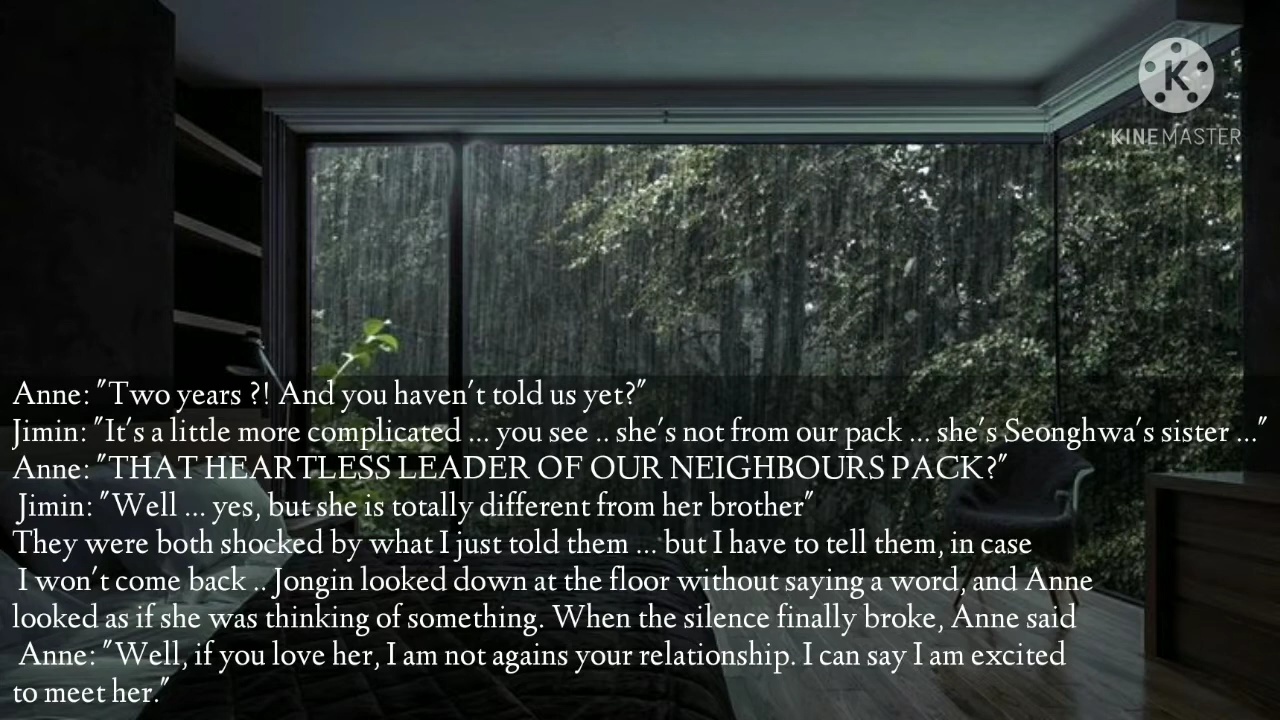 K
KINEMASTER
Anne: "Two years ?! And you haven't told us yet?"
Jimin: "It's a little more complicated ... you see .. she's not from our pack ... she's Seonghwa's sister ..."
Anne: "THAT HEARTLESS LEADER OF OUR NEIGHBOURS PACK?"
Jimin: "Well ... yes, but she is totally different from her brother"
They were both shocked by what I just told them ... but I have to tell them, in case
I won't come back .. Jongin looked down at the floor without saying a word, and Anne
looked as if she was thinking of something. When the silence finally broke, Anne said
Anne: "Well, if you love her, I am not agains your relationship. I can say I am excited
to meet her."